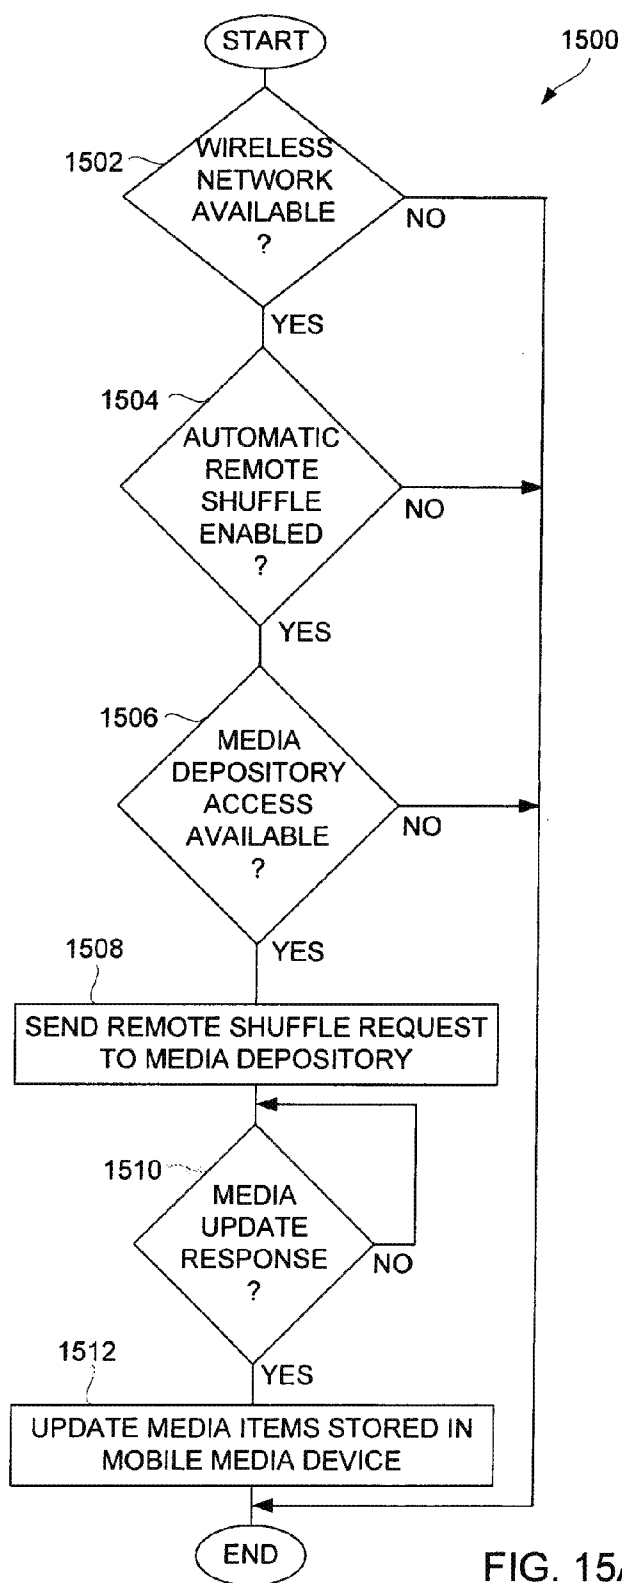 START
1500
1502
WIRELESS
NETWORK
AVAILABLE
?
NO
YES
1504
AUTOMATIC
REMOTE
SHUFFLE
ENABLED
?
NO
YES
1506
MEDIA
DEPOSITORY
ACCESS
AVAILABLE
?
NO
YES
1508
SEND REMOTE SHUFFLE REQUEST
TO MEDIA DEPOSITORY
1510
MEDIA
UPDATE
RESPONSE
?
NO
YES
1512
UPDATE MEDIA ITEMS STORED IN
MOBILE MEDIA DEVICE
END
FIG. 15A